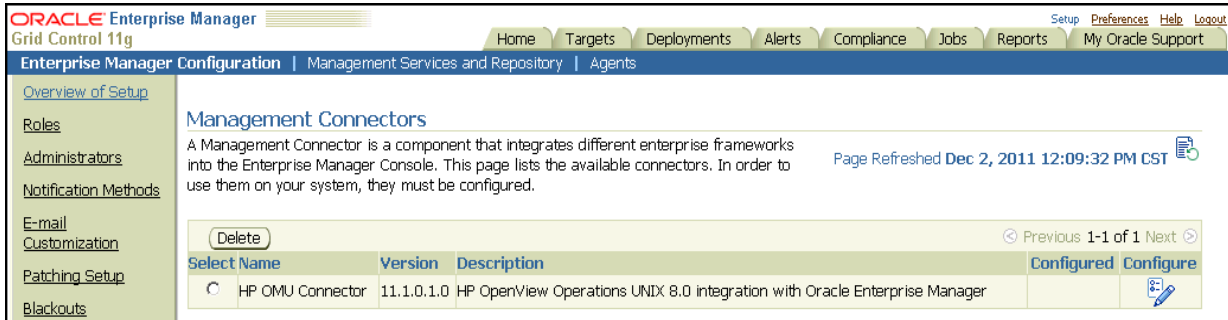 ORACLE Enterprise Manager
Grid Control 11g
Setup Preferences Help Logout
Home Targets Deployments Alerts Compliance Jobs Reports My Oracle Support
Enterprise Manager Configuration | Management Services and Repository | Agents
Overview of Setup
Roles
Administrators
Notification Methods
E-mail
Customization
Patching Setup
Blackouts
Management Connectors
A Management Connector is a component that integrates different enterprise frameworks
into the Enterprise Manager Console. This page lists the available connectors. In order to
use them on your system, they must be configured.
Page Refreshed Dec 2, 2011 12:09:32 PM CST
Delete
Previous 1-1 of 1 Next
Select Name Version Description Configured Configure
HP OMU Connector 11.1.0.1.0 HP OpenView Operations UNIX 8.0 integration with Oracle Enterprise Manager